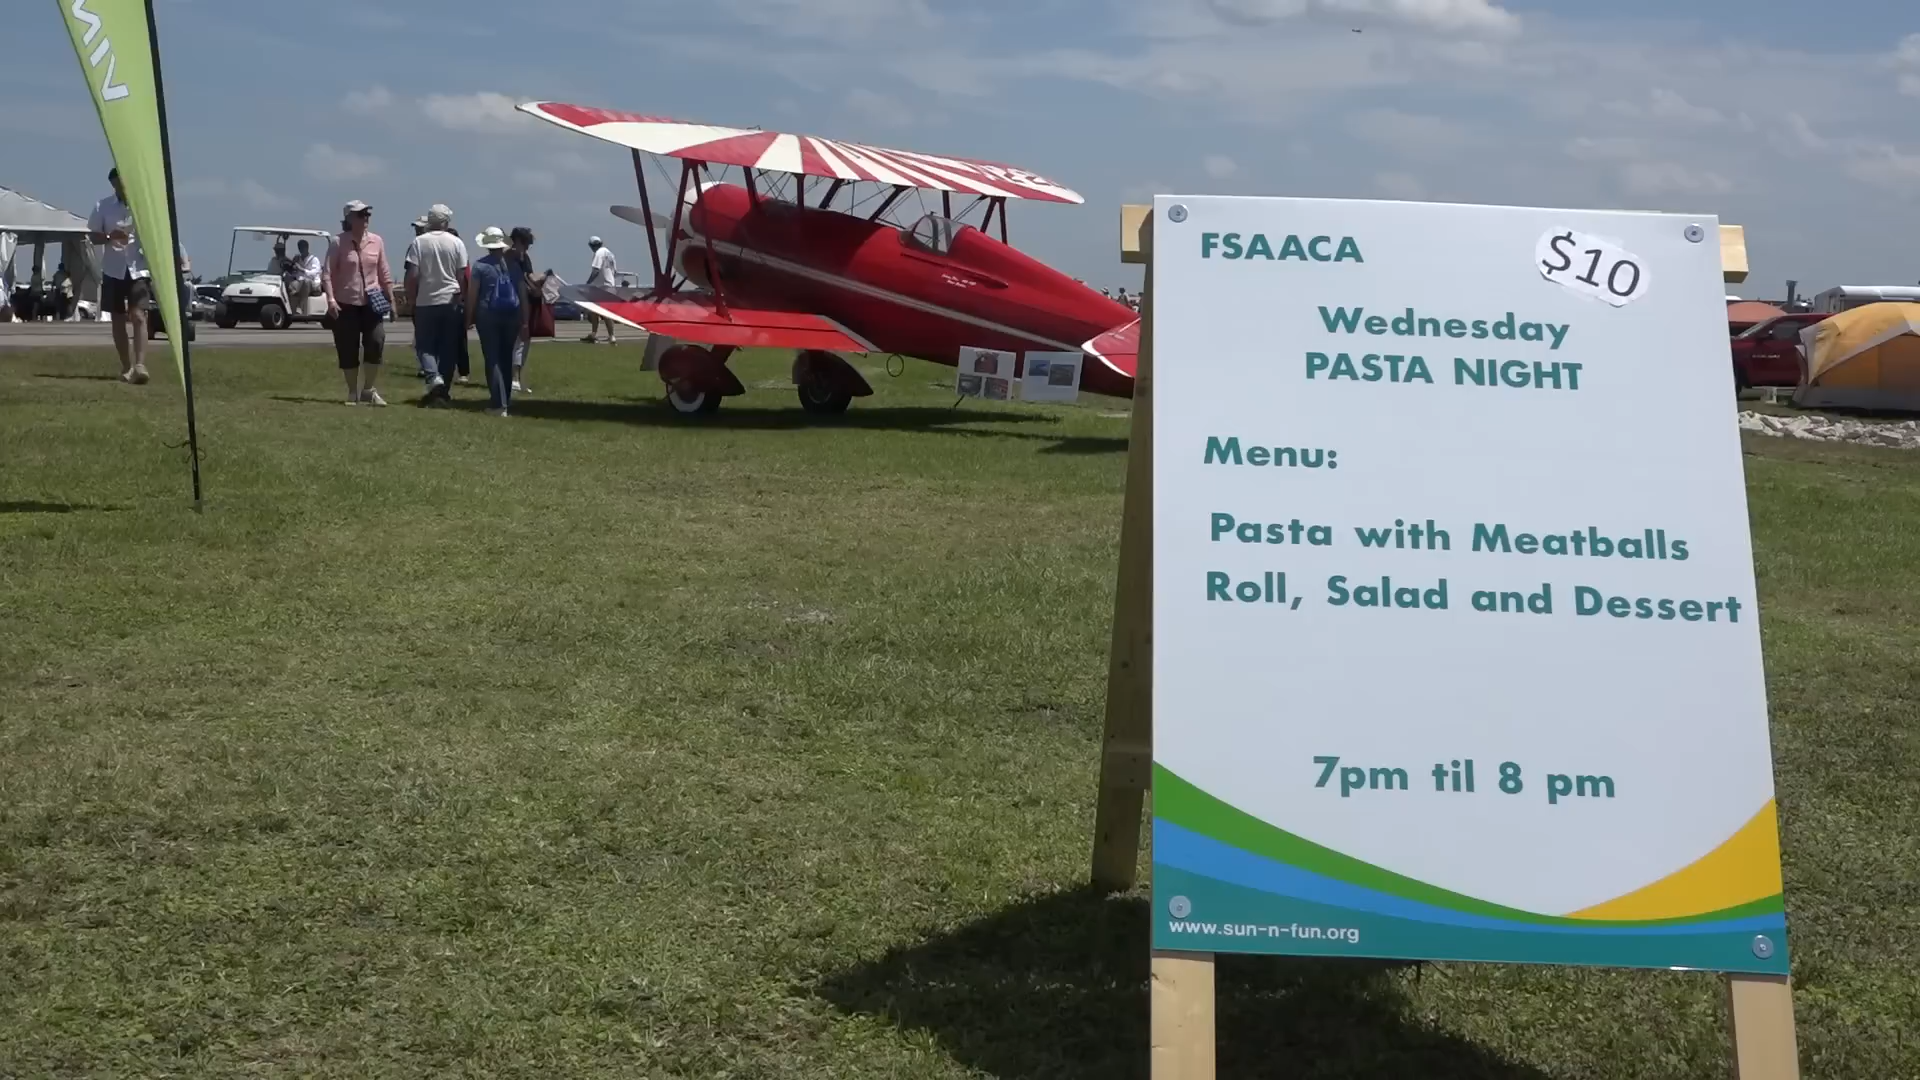 FSAACA
$10
Wednesday
PASTA NIGHT
Menu:
Pasta with Meatballs
Roll, Salad and Dessert
7pm til 8 pm
www.sun-n-fun.org